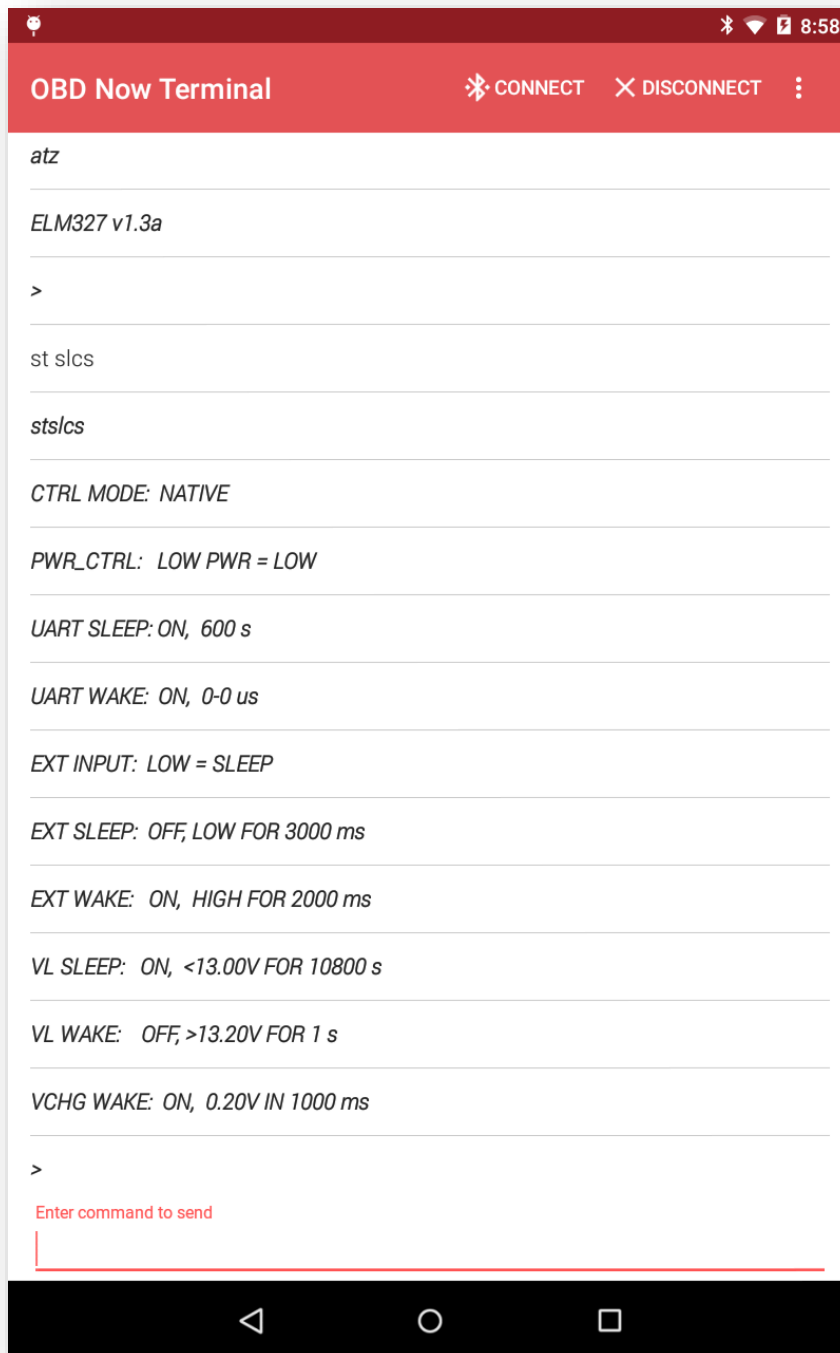 8:58
OBD Now Terminal CONNECT DISCONNECT
atz
ELM327 v1.3a
>
st slcs
stslcs
CTRL MODE: NATIVE
PWR_CTRL: LOW PWR = LOW
UART SLEEP: ON, 600 s
UART WAKE: ON, 0-0 us
EXT INPUT: LOW = SLEEP
EXT SLEEP: OFF, LOW FOR 3000 ms
EXT WAKE: ON, HIGH FOR 2000 ms
VL SLEEP: ON, <13.00V FOR 10800 s
VL WAKE: OFF, >13.20V FOR 1 s
VCHG WAKE: ON, 0.20V IN 1000 ms
>
Enter command to send